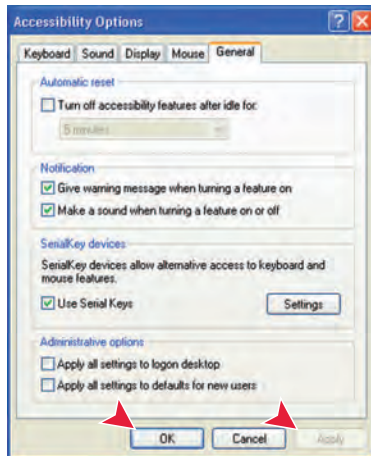 Accessibility Options
Keyboard Sound Display Mouse General
Automatic reset
Turn off accessibility features after idle for:
5 minutes
Notification
Give warning message when turning a feature on
Make a sound when turning a feature on or off
SerialKey devices
SerialKey devices allow alternative access to keyboard and
mouse features.
Use Serial Keys Settings
Administrative options
Apply all settings to logon desktop
Apply all settings to defaults for new users
OK Cancel Apply